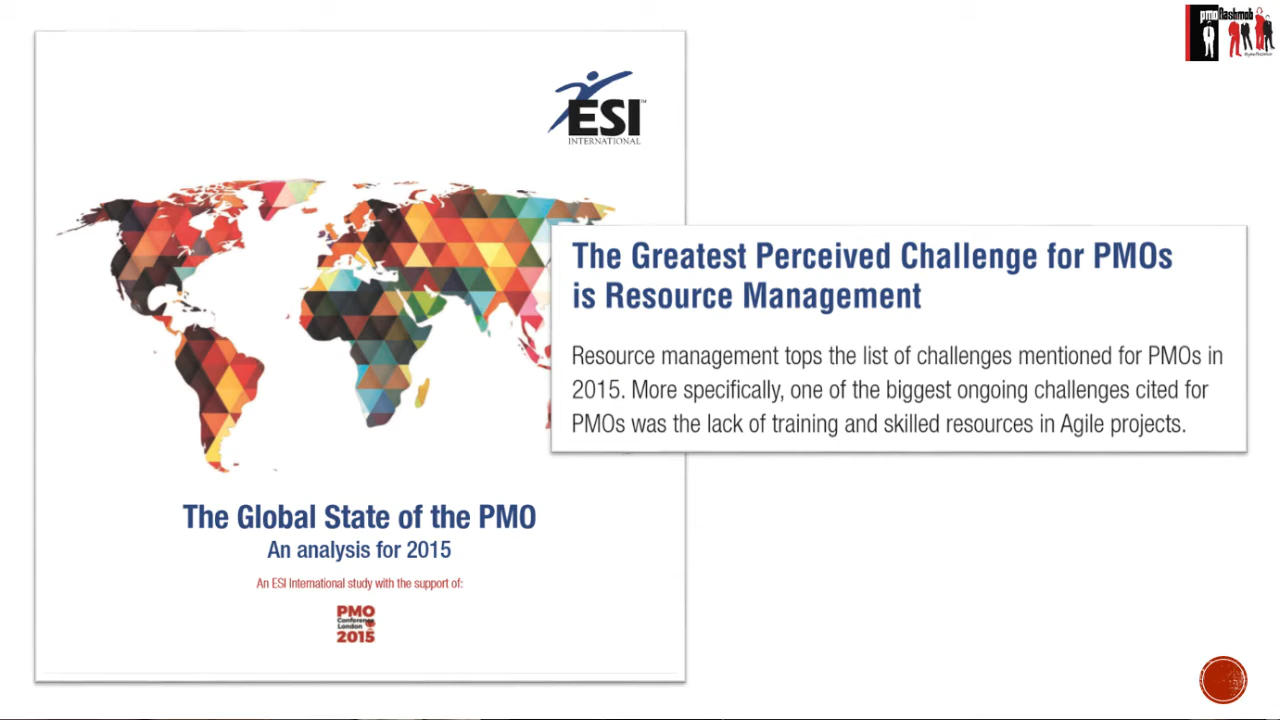 pmoflashmob
ESI
INTERNATIONAL
The Greatest Perceived Challenge for PMOs
is Resource Management
Resource management tops the list of challenges mentioned for PMOs in
2015. More specifically, one of the biggest ongoing challenges cited for
PMOs was the lack of training and skilled resources in Agile projects.
The Global State of the PMO
An analysis for 2015
An ESI International study with the support of:
PMO
Conference
London
2015